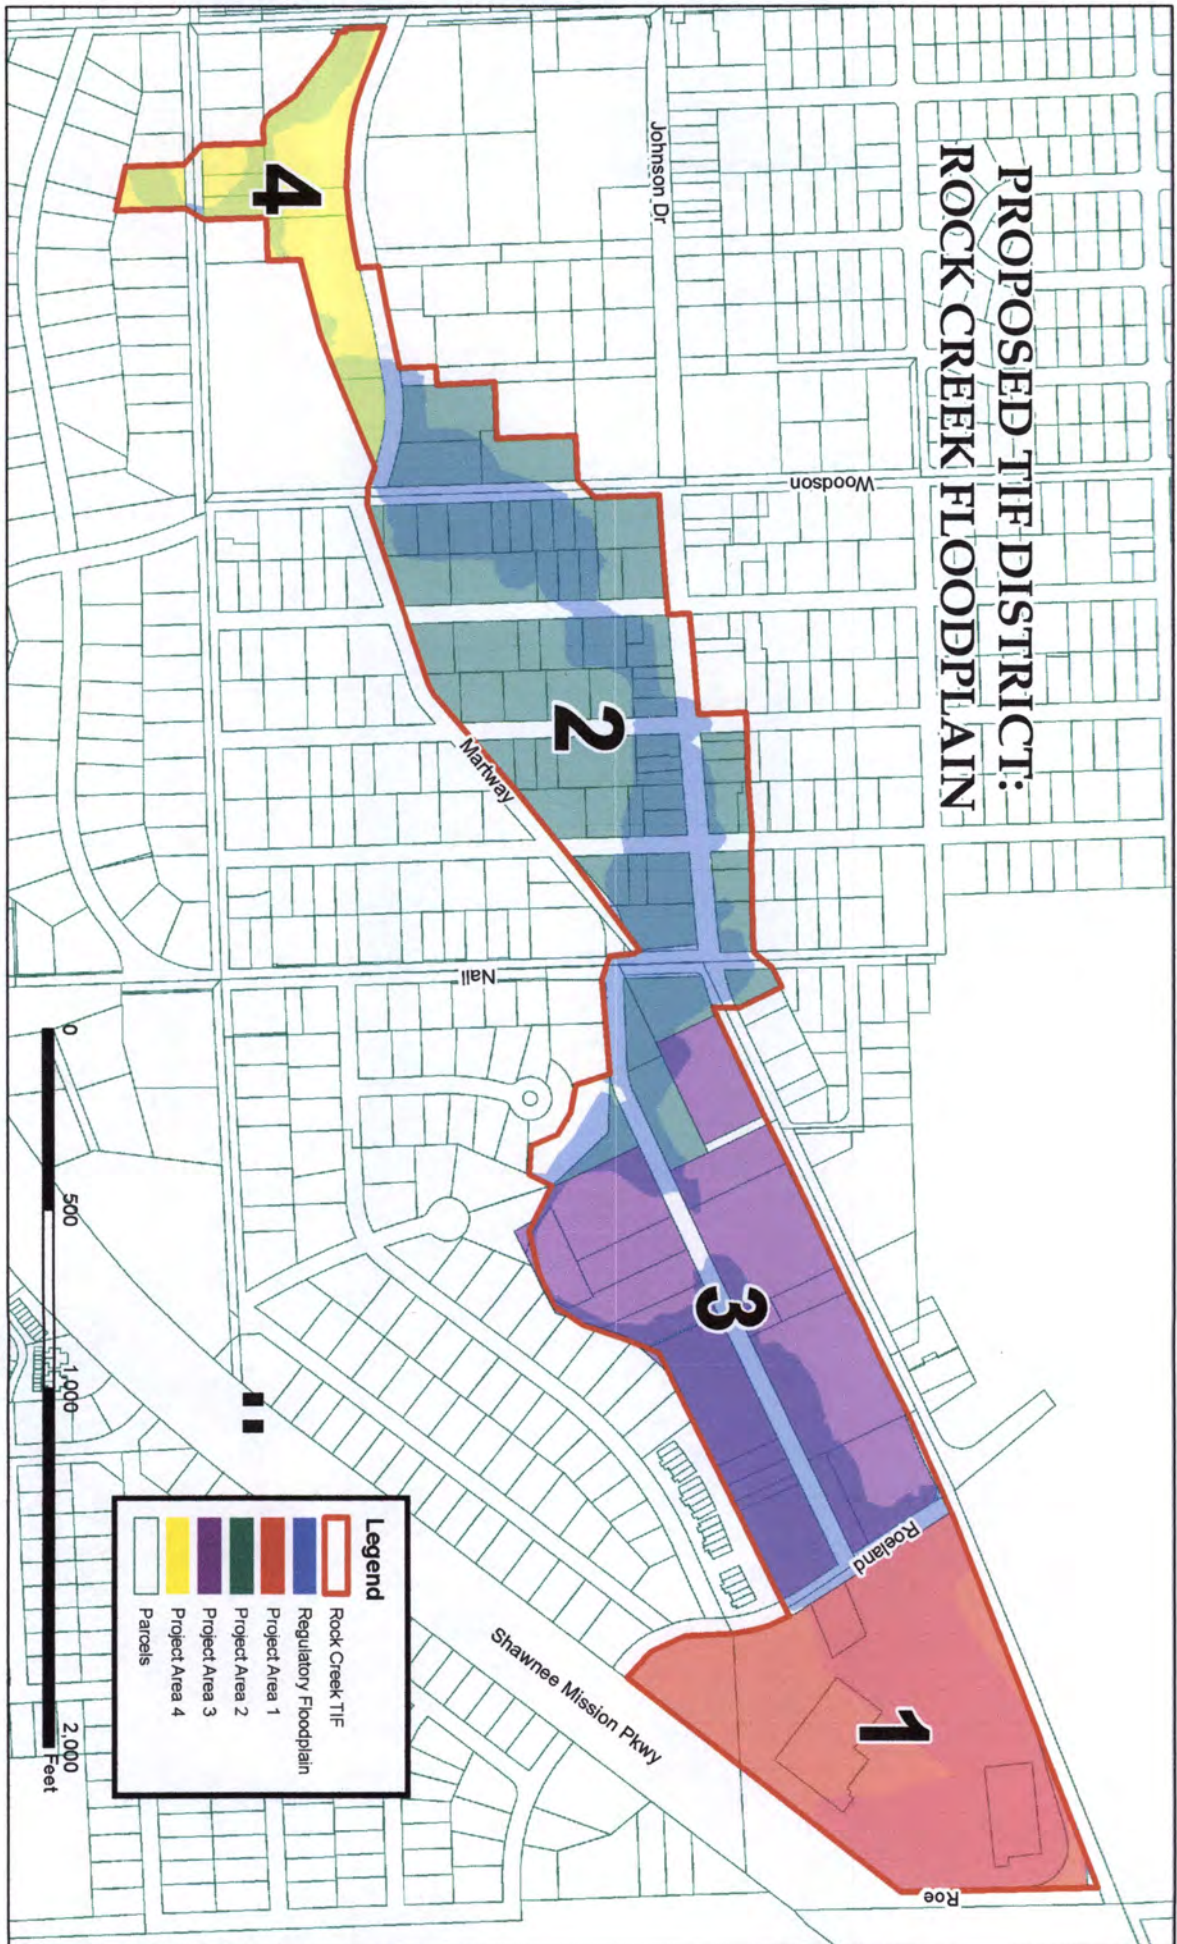 PROPOSED TIF DISTRICT:
ROCK CREEK FLOODPLAIN
Johnson Dr
Woodson
Martway
Nall
Roeland
Roe
Shawnee Mission Pkwy
1
2
3
4
Legend
Rock Creek TIF
Regulatory Floodplain
Project Area 1
Project Area 2
Project Area 3
Project Area 4
Parcels
0 500 1,000 2,000
Feet